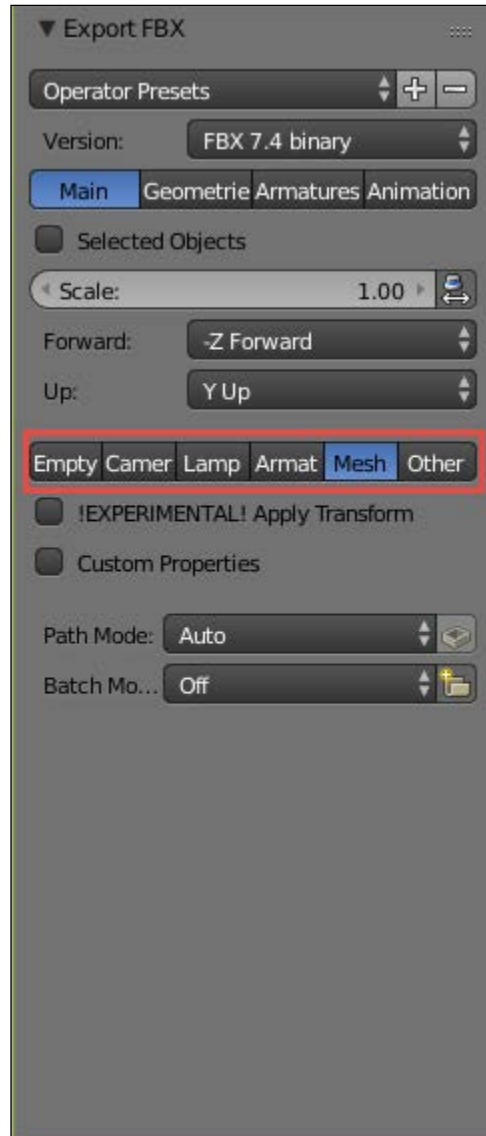 Export FBX
Operator Presets
Version: FBX 7.4 binary
Main Geometrie Armatures Animation
Selected Objects
Scale: 1.00
Forward: -Z Forward
Up: Y Up
Empty Camer Lamp Armat Mesh Other
!EXPERIMENTAL! Apply Transform
Custom Properties
Path Mode: Auto
Batch Mo... Off